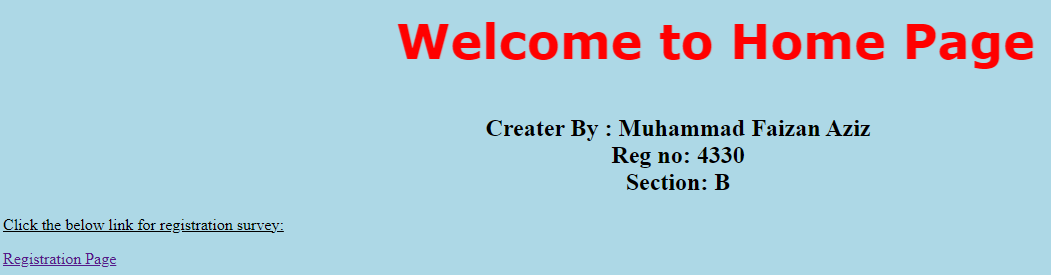 Welcome to Home Page
Creater By : Muhammad Faizan Aziz
Reg no: 4330
Section: B
Click the below link for registration survey:
Registration Page